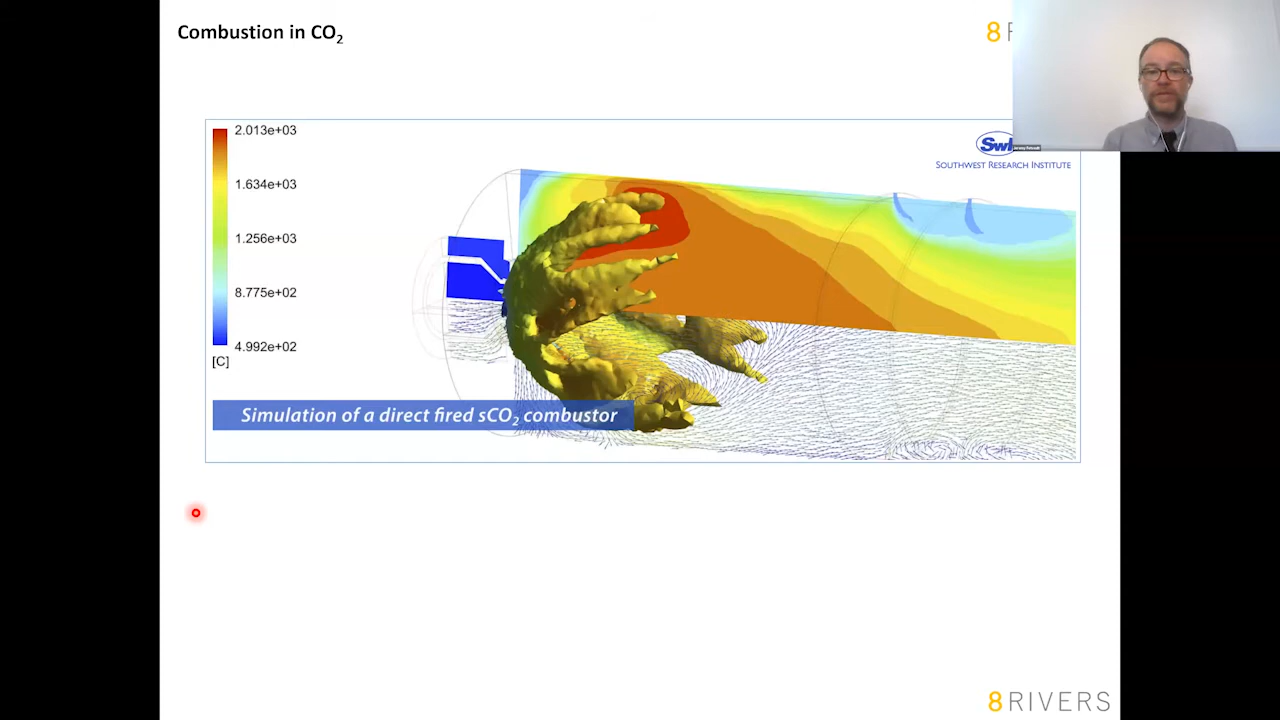 Combustion in CO₂
8
2.013e+03
1.634e+03
1.256e+03
8.775e+02
4.992e+02
[C]
SOUTHWEST RESEARCH INSTITUTE
Simulation of a direct fired sCO₂ combustor
8 RIVERS